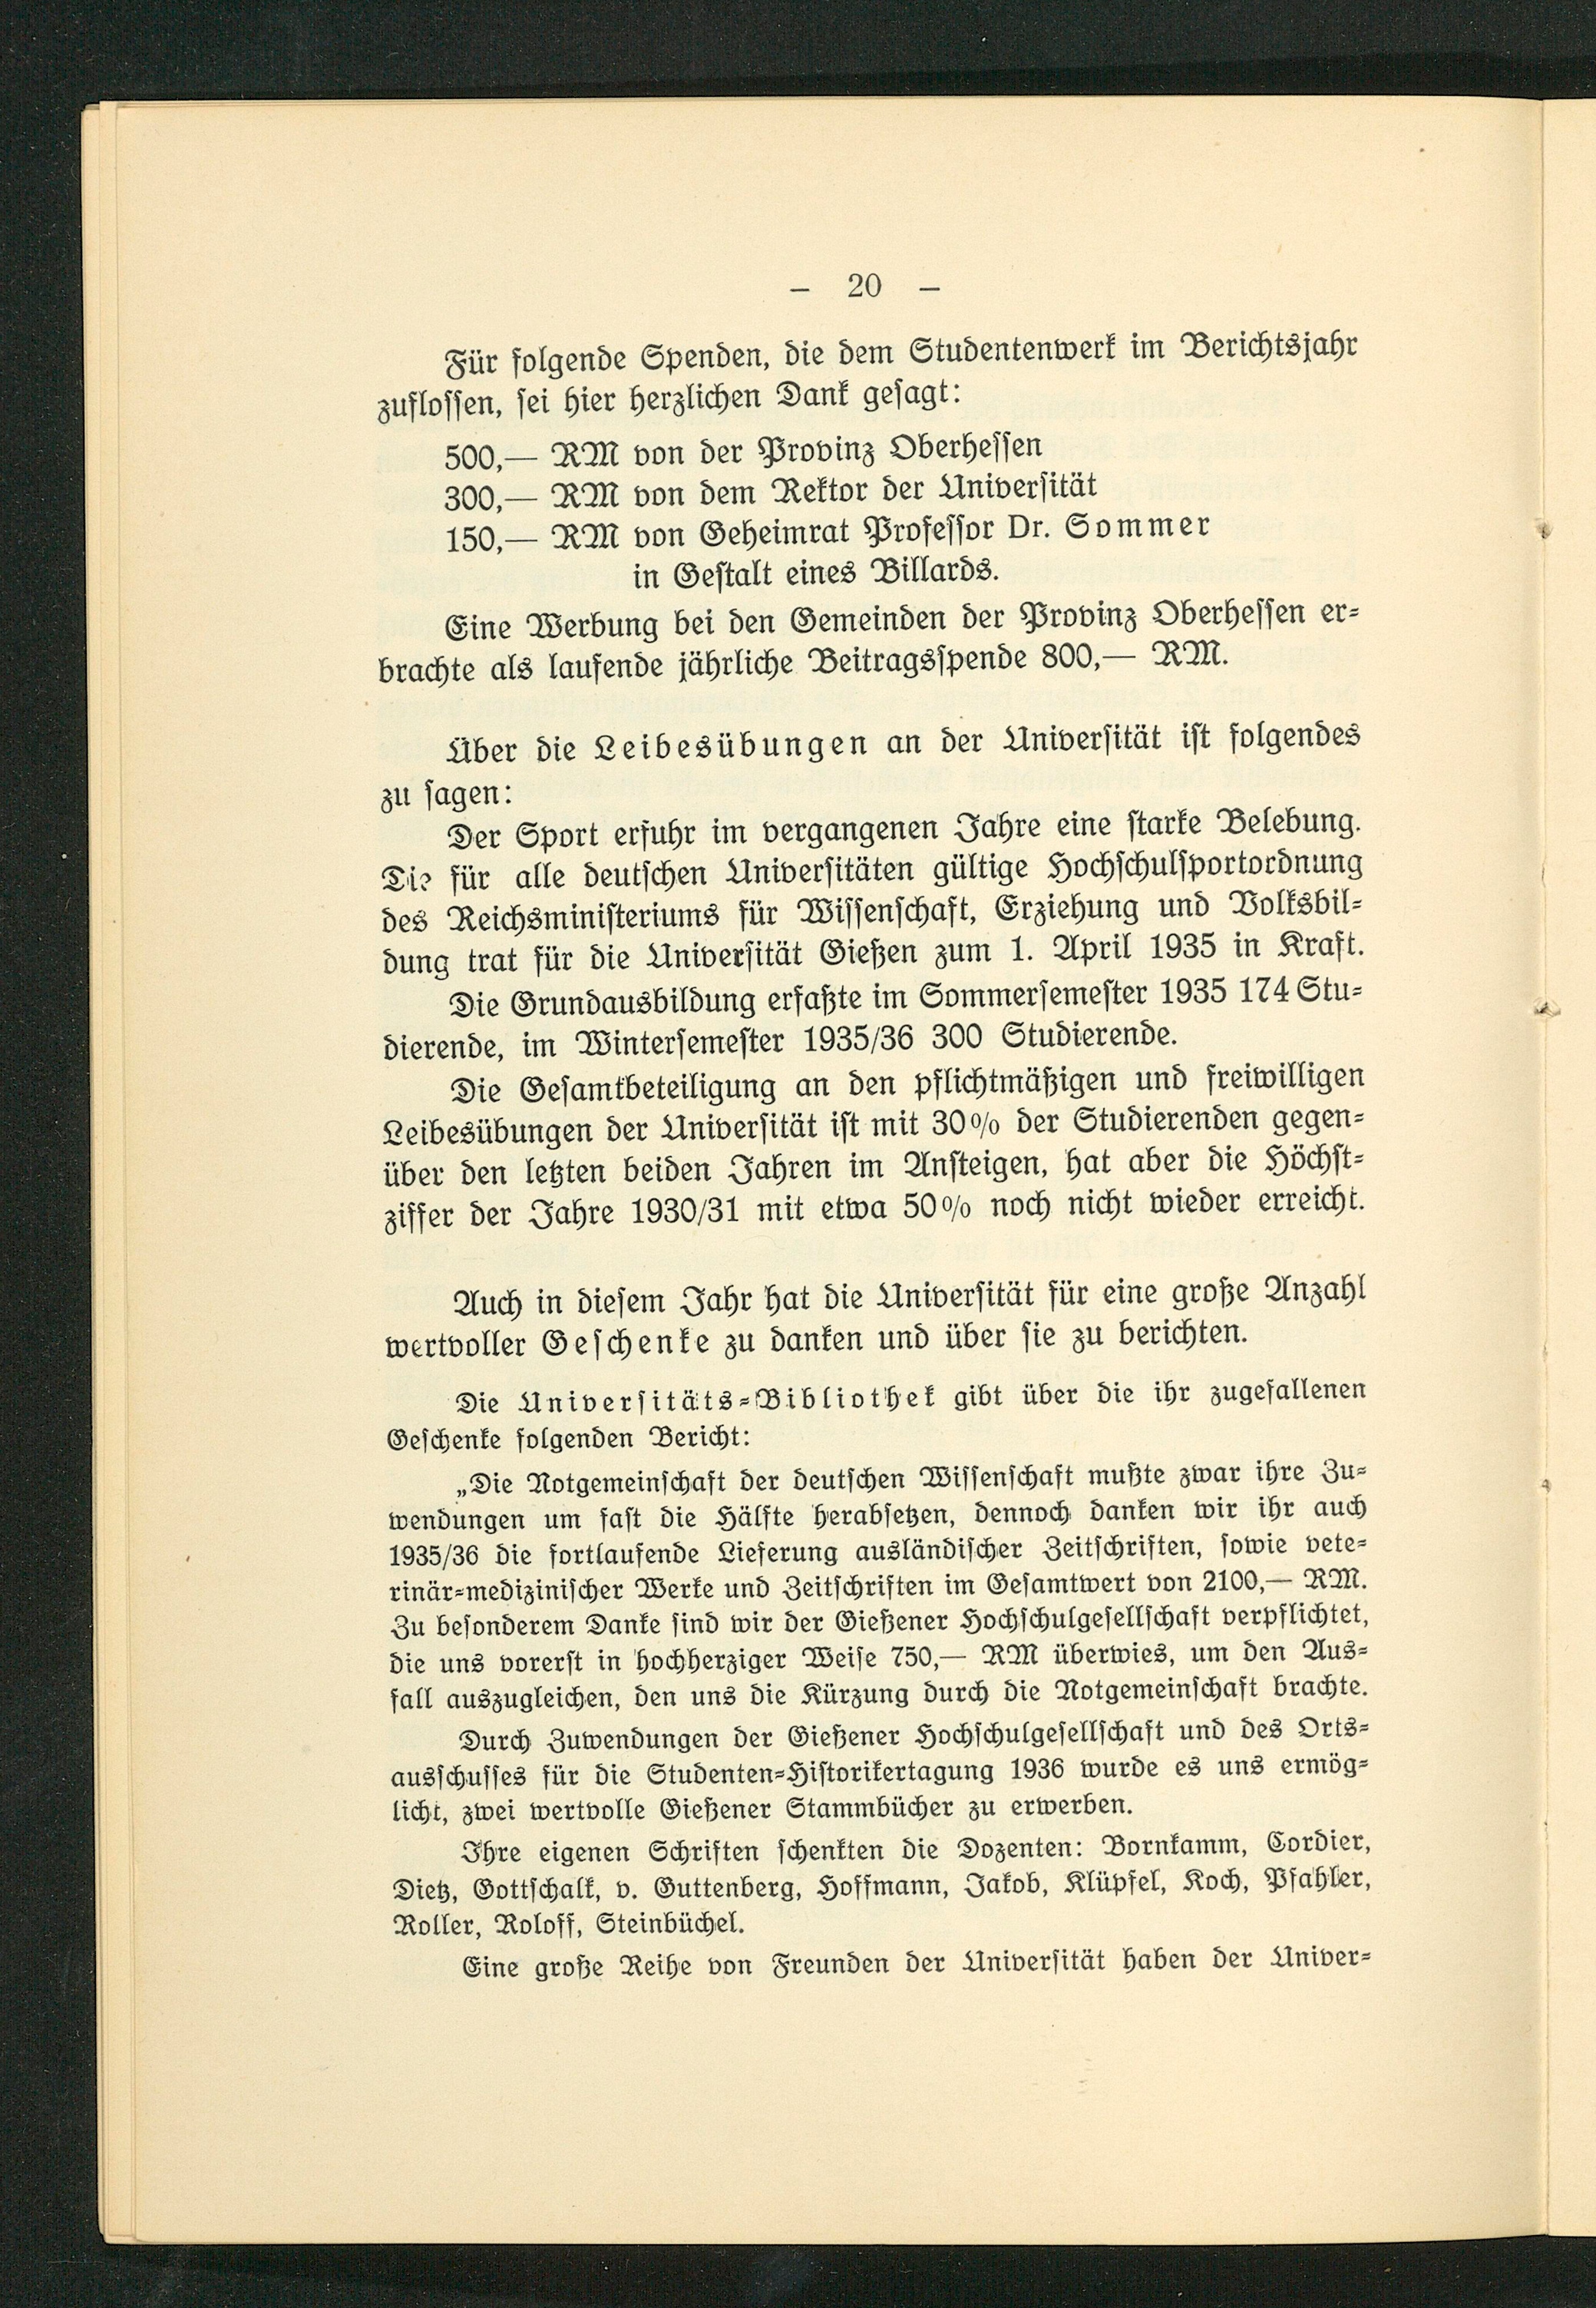 – 20 –
Für folgende Spenden, die dem Studentenwerk im Berichtsjahr
zuflossen, sei hier herzlichen Dank gesagt:
500,— RM von der Provinz Oberhessen
300,— RM von dem Rektor der Universität
150,— RM von Geheimrat Professor Dr. Sommer
in Gestalt eines Billards.
Eine Werbung bei den Gemeinden der Provinz Oberhessen er-
brachte als laufende jährliche Beitragsspende 800,— RM.
Über die Leibesübungen an der Universität ist folgendes
zu sagen:
Der Sport erfuhr im vergangenen Jahre eine starke Belebung.
Die für alle deutschen Universitäten gültige Hochschulsportordnung
des Reichsministeriums für Wissenschaft, Erziehung und Volksbil-
dung trat für die Universität Gießen zum 1. April 1935 in Kraft.
Die Grundausbildung erfaßte im Sommersemester 1935 174 Stu-
dierende, im Wintersemester 1935/36 300 Studierende.
Die Gesamtbeteiligung an den pflichtmäßigen und freiwilligen
Leibesübungen der Universität ist mit 30% der Studierenden gegen-
über den letzten beiden Jahren im Ansteigen, hat aber die Höchst-
ziffer der Jahre 1930/31 mit etwa 50% noch nicht wieder erreicht.
Auch in diesem Jahr hat die Universität für eine große Anzahl
wertvoller Geschenke zu danken und über sie zu berichten.
Die Universitäts-Bibliothek gibt über die ihr zugefallenen
Geschenke folgenden Bericht:
„Die Notgemeinschaft der deutschen Wissenschaft mußte zwar ihre Zu-
wendungen um fast die Hälfte herabsetzen, dennoch danken wir ihr auch
1935/36 die fortlaufende Lieferung ausländischer Zeitschriften, sowie vete-
rinär-medizinischer Werke und Zeitschriften im Gesamtwert von 2100,— RM.
Zu besonderem Danke sind wir der Gießener Hochschulgesellschaft verpflichtet,
die uns vorerst in hochherziger Weise 750,— RM überwies, um den Aus-
fall auszugleichen, den uns die Kürzung durch die Notgemeinschaft brachte.
Durch Zuwendungen der Gießener Hochschulgesellschaft und des Orts-
ausschusses für die Studenten-Historikertagung 1936 wurde es uns ermög-
licht, zwei wertvolle Gießener Stammbücher zu erwerben.
Ihre eigenen Schriften schenkten die Dozenten: Bornkamm, Cordier,
Dietz, Gottschalk, v. Guttenberg, Hoffmann, Jakob, Klüpfel, Koch, Pfahler,
Roller, Roloff, Steinbüchel.
Eine große Reihe von Freunden der Universität haben der Univer-